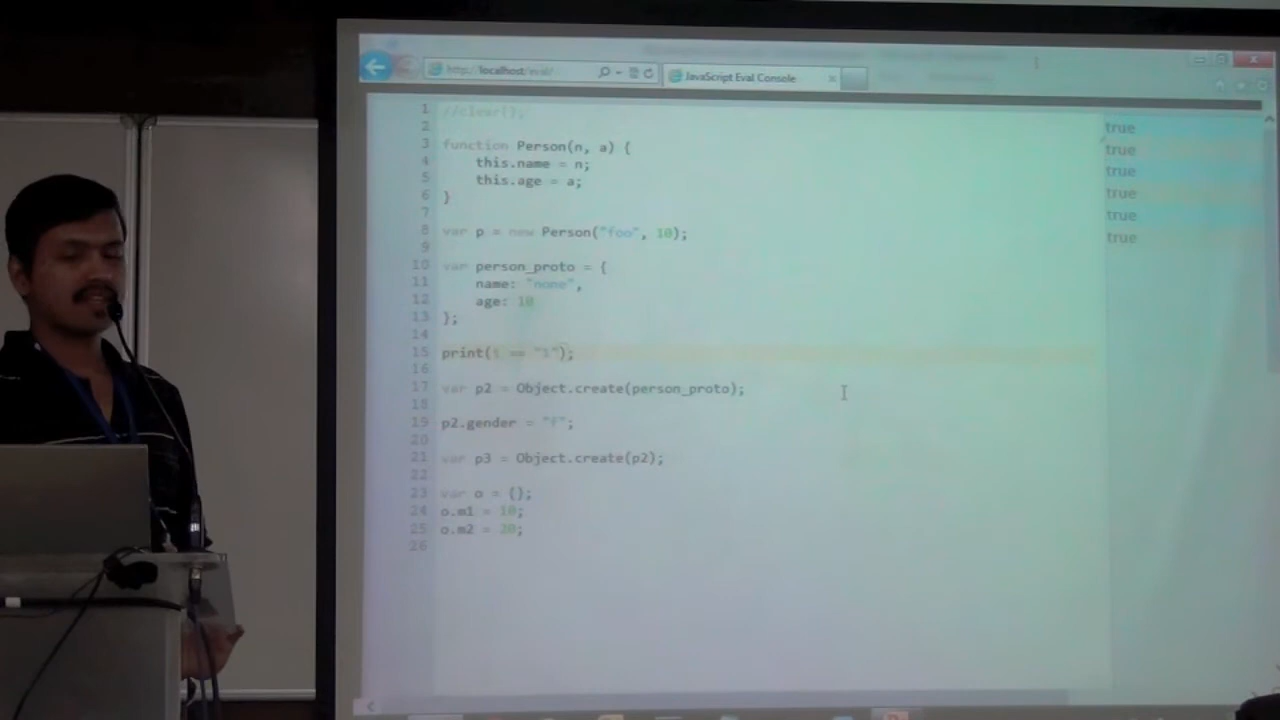 http://localhost/eval/
JavaScript Eval Console
1 //clear();
2
3 function Person(n, a) {
4 this.name = n;
5 this.age = a;
6 }
7
8 var p = new Person("foo", 10);
9
10 var person_proto = {
11 name: "none",
12 age: 10
13 };
14
15 print(1 == "1");
16
17 var p2 = Object.create(person_proto);
18
19 p2.gender = "f";
20
21 var p3 = Object.create(p2);
22
23 var o = {};
24 o.m1 = 10;
25 o.m2 = 20;
26
true
true
true
true
true
true